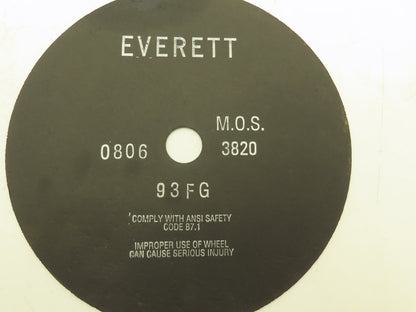 EVERETT
M.O.S.
0806 3820
93FG
COMPLY WITH ANSI SAFETY
CODE B7.1
IMPROPER USE OF WHEEL
CAN CAUSE SERIOUS INJURY